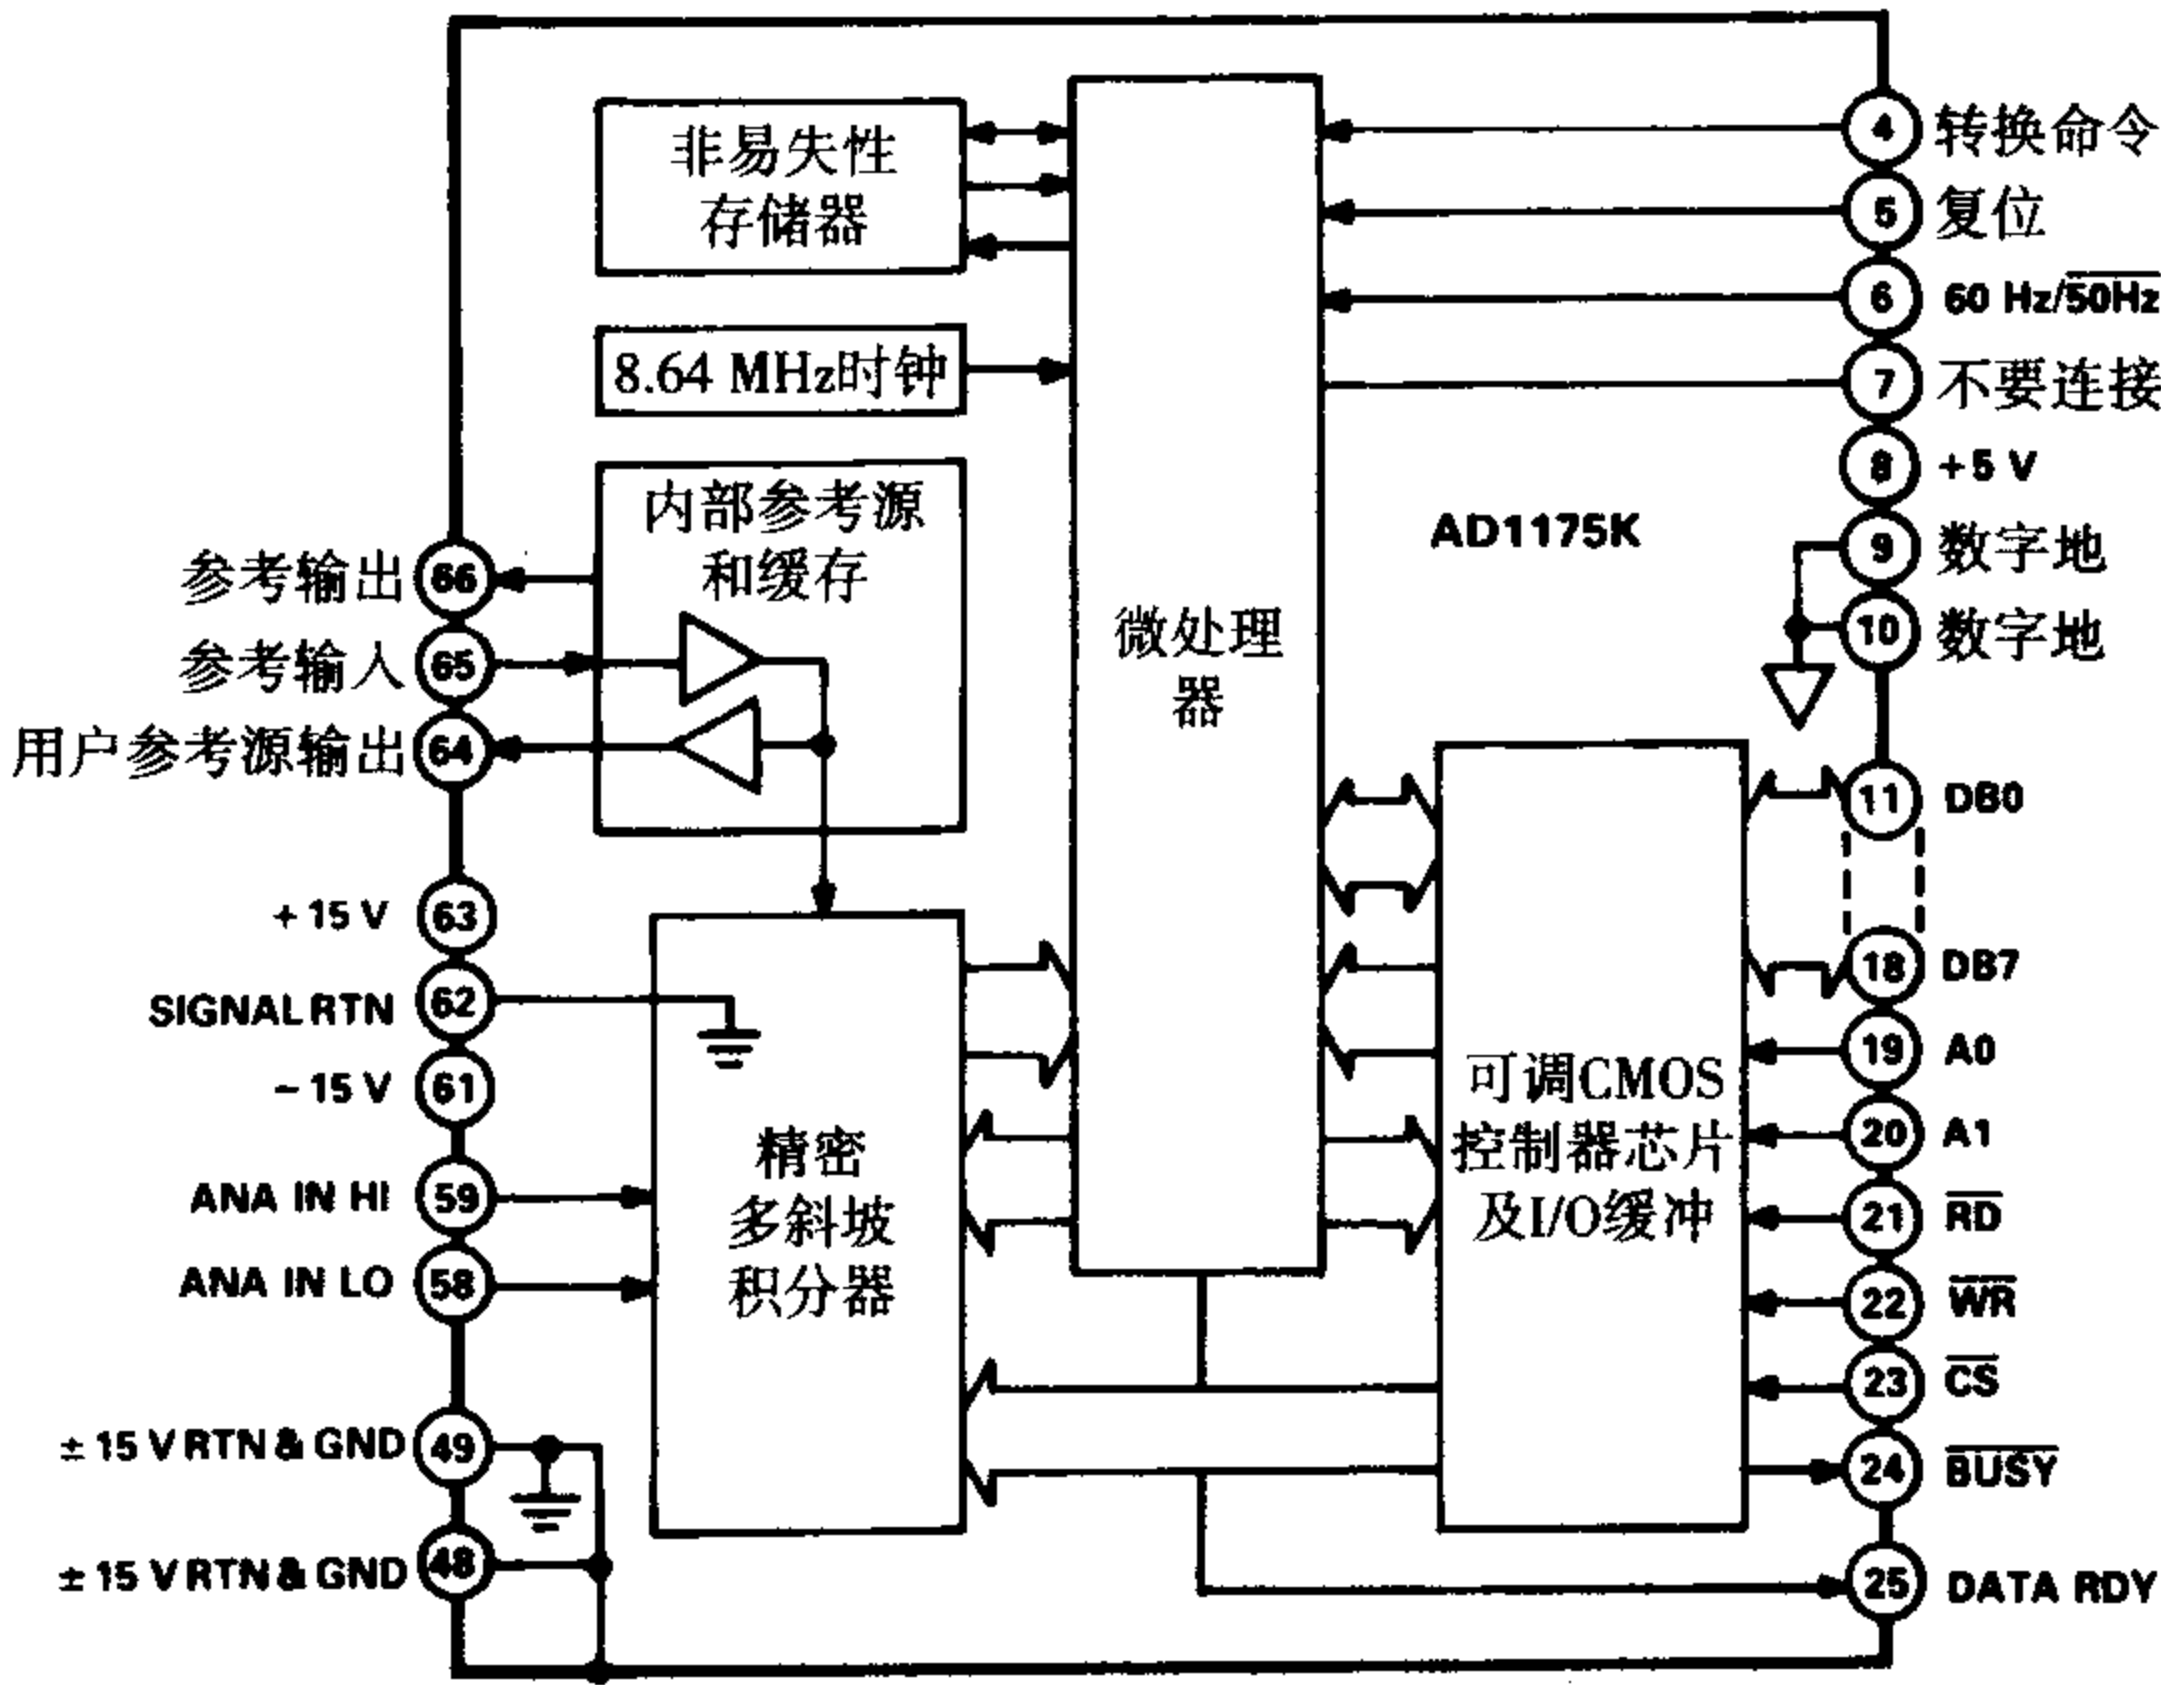 非易失性
存储器
8.64 MHz时钟
内部参考源
和缓存
微处理
器
AD1175K
精密
多斜坡
积分器
可调CMOS
控制器芯片
及I/O缓冲
66 参考输出
65 参考输入
64 用户参考源输出
63 +15 V
62 SIGNAL RTN
61 -15 V
59 ANA IN HI
58 ANA IN LO
49 ±15 V RTN & GND
48 ±15 V RTN & GND
4 转换命令
5 复位
6 60 Hz/5̅0̅H̅z̅
7 不要连接
8 +5 V
9 数字地
10 数字地
11 DB0
18 DB7
19 A0
20 A1
21 R̅D̅
22 W̅R̅
23 C̅S̅
24 B̅U̅S̅Y̅
25 DATA RDY